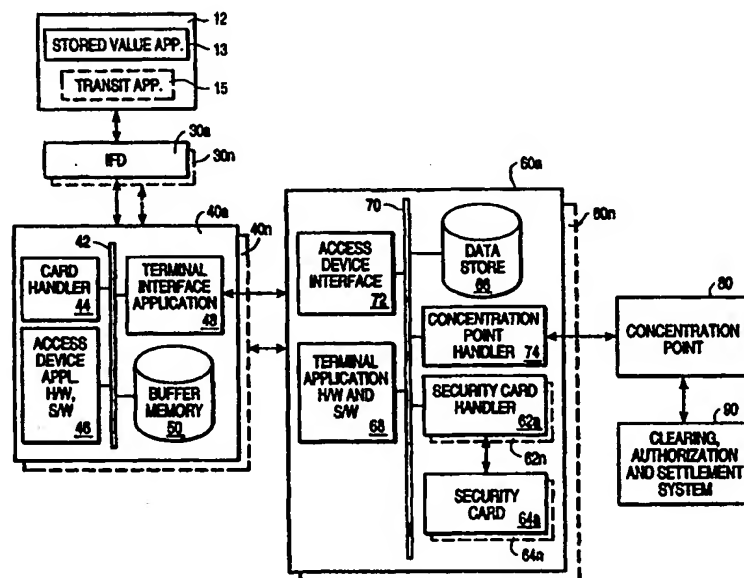 12
STORED VALUE APP.
13
TRANSIT APP.
15
30a
IFD
30n
40a
40n
42
CARD HANDLER
44
TERMINAL INTERFACE APPLICATION
48
ACCESS DEVICE APPL. H/W, S/W
46
BUFFER MEMORY
50
60a
60n
70
ACCESS DEVICE INTERFACE
72
DATA STORE
66
CONCENTRATION POINT HANDLER
74
TERMINAL APPLICATION H/W AND S/W
68
SECURITY CARD HANDLER
62a
62n
SECURITY CARD
64a
64n
80
CONCENTRATION POINT
90
CLEARING, AUTHORIZATION AND SETTLEMENT SYSTEM